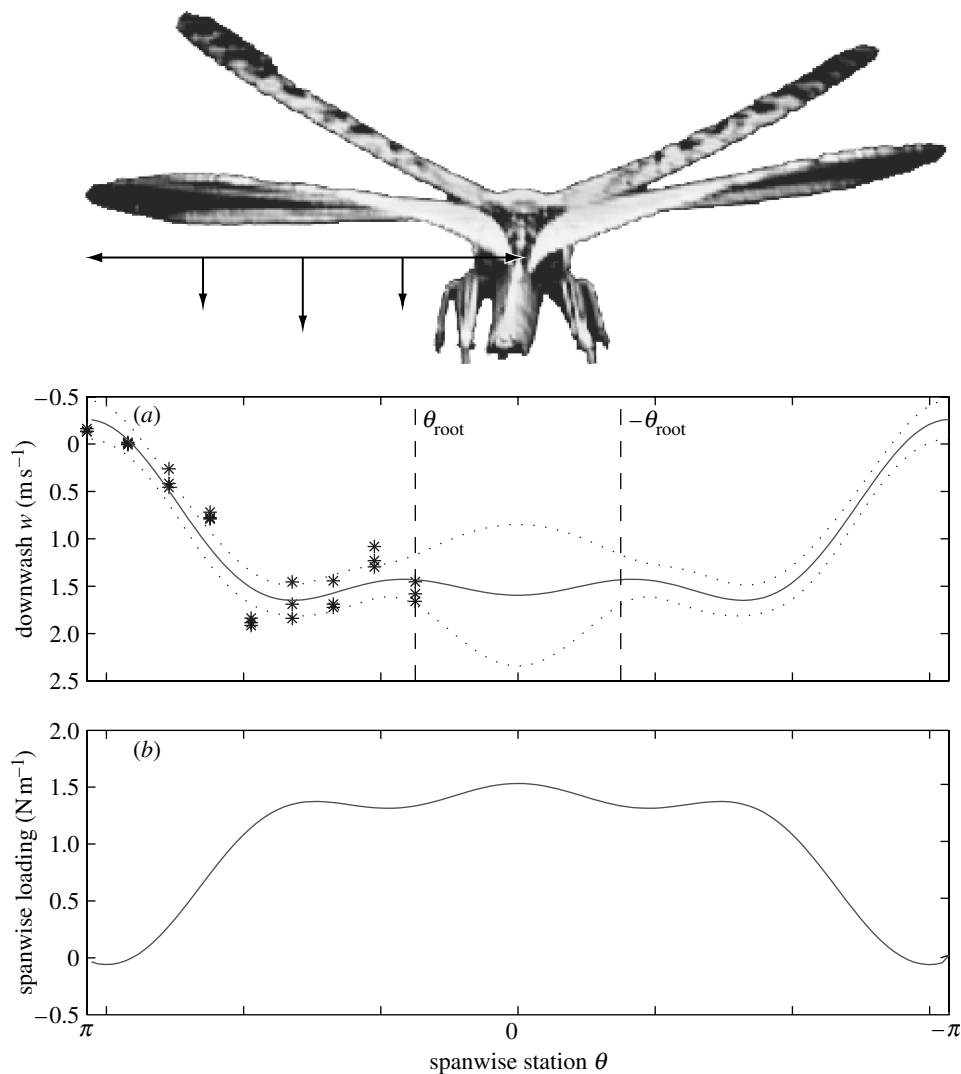 (a)
θroot
−θroot
−0.5
0
0.5
1.0
1.5
2.0
2.5
downwash w (m s−1)
(b)
2.0
1.5
1.0
0.5
0
−0.5
spanwise loading (N m−1)
π
0
−π
spanwise station θ